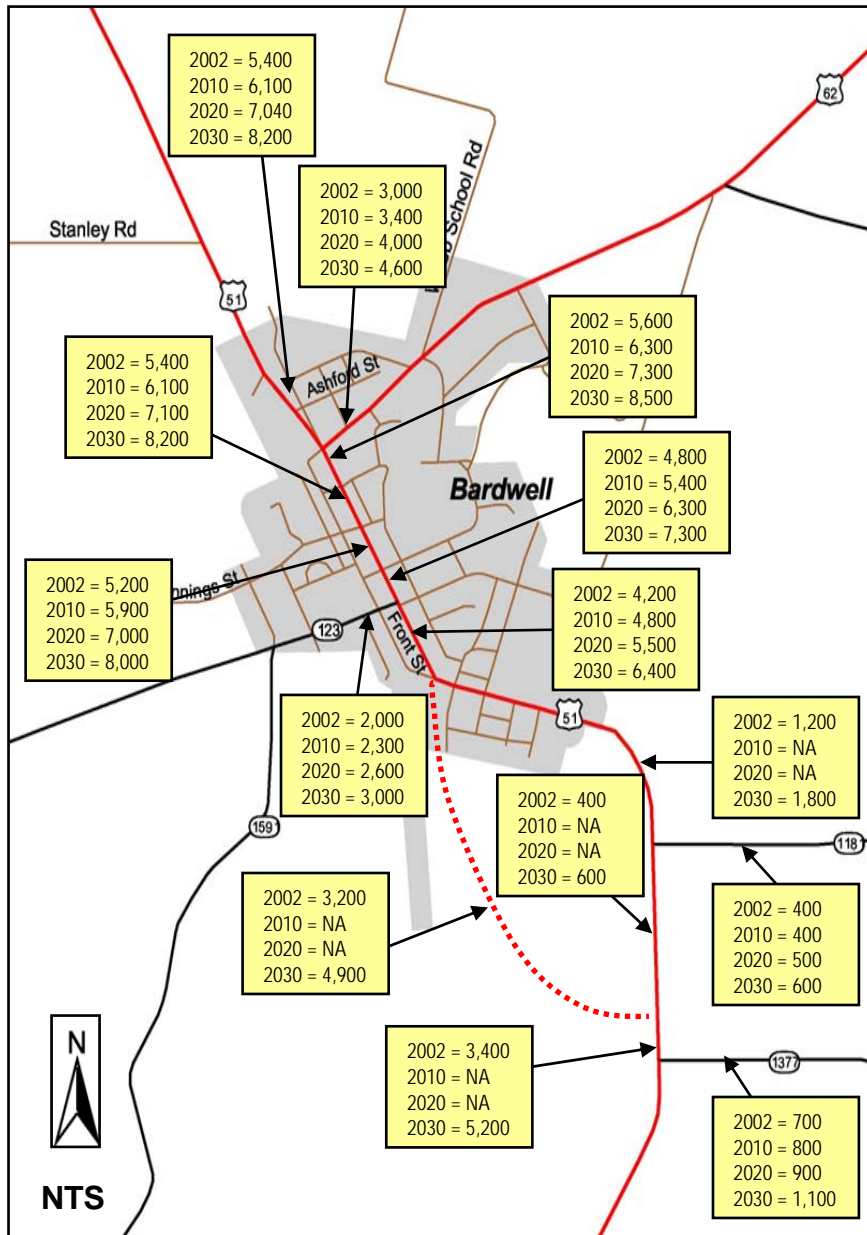 2002 = 5,400
2010 = 6,100
2020 = 7,040
2030 = 8,200
62
2002 = 3,000
2010 = 3,400
2020 = 4,000
2030 = 4,600
School Rd
Stanley Rd
51
2002 = 5,600
2010 = 6,300
2020 = 7,300
2030 = 8,500
2002 = 5,400
2010 = 6,100
2020 = 7,100
2030 = 8,200
Ashford St
2002 = 4,800
2010 = 5,400
2020 = 6,300
2030 = 7,300
Bardwell
2002 = 5,200
2010 = 5,900
2020 = 7,000
2030 = 8,000
nnings St
123
Front St
2002 = 4,200
2010 = 4,800
2020 = 5,500
2030 = 6,400
2002 = 2,000
2010 = 2,300
2020 = 2,600
2030 = 3,000
51
2002 = 1,200
2010 = NA
2020 = NA
2030 = 1,800
2002 = 400
2010 = NA
2020 = NA
2030 = 600
159
118
2002 = 3,200
2010 = NA
2020 = NA
2030 = 4,900
2002 = 400
2010 = 400
2020 = 500
2030 = 600
N
NTS
2002 = 3,400
2010 = NA
2020 = NA
2030 = 5,200
1377
2002 = 700
2010 = 800
2020 = 900
2030 = 1,100